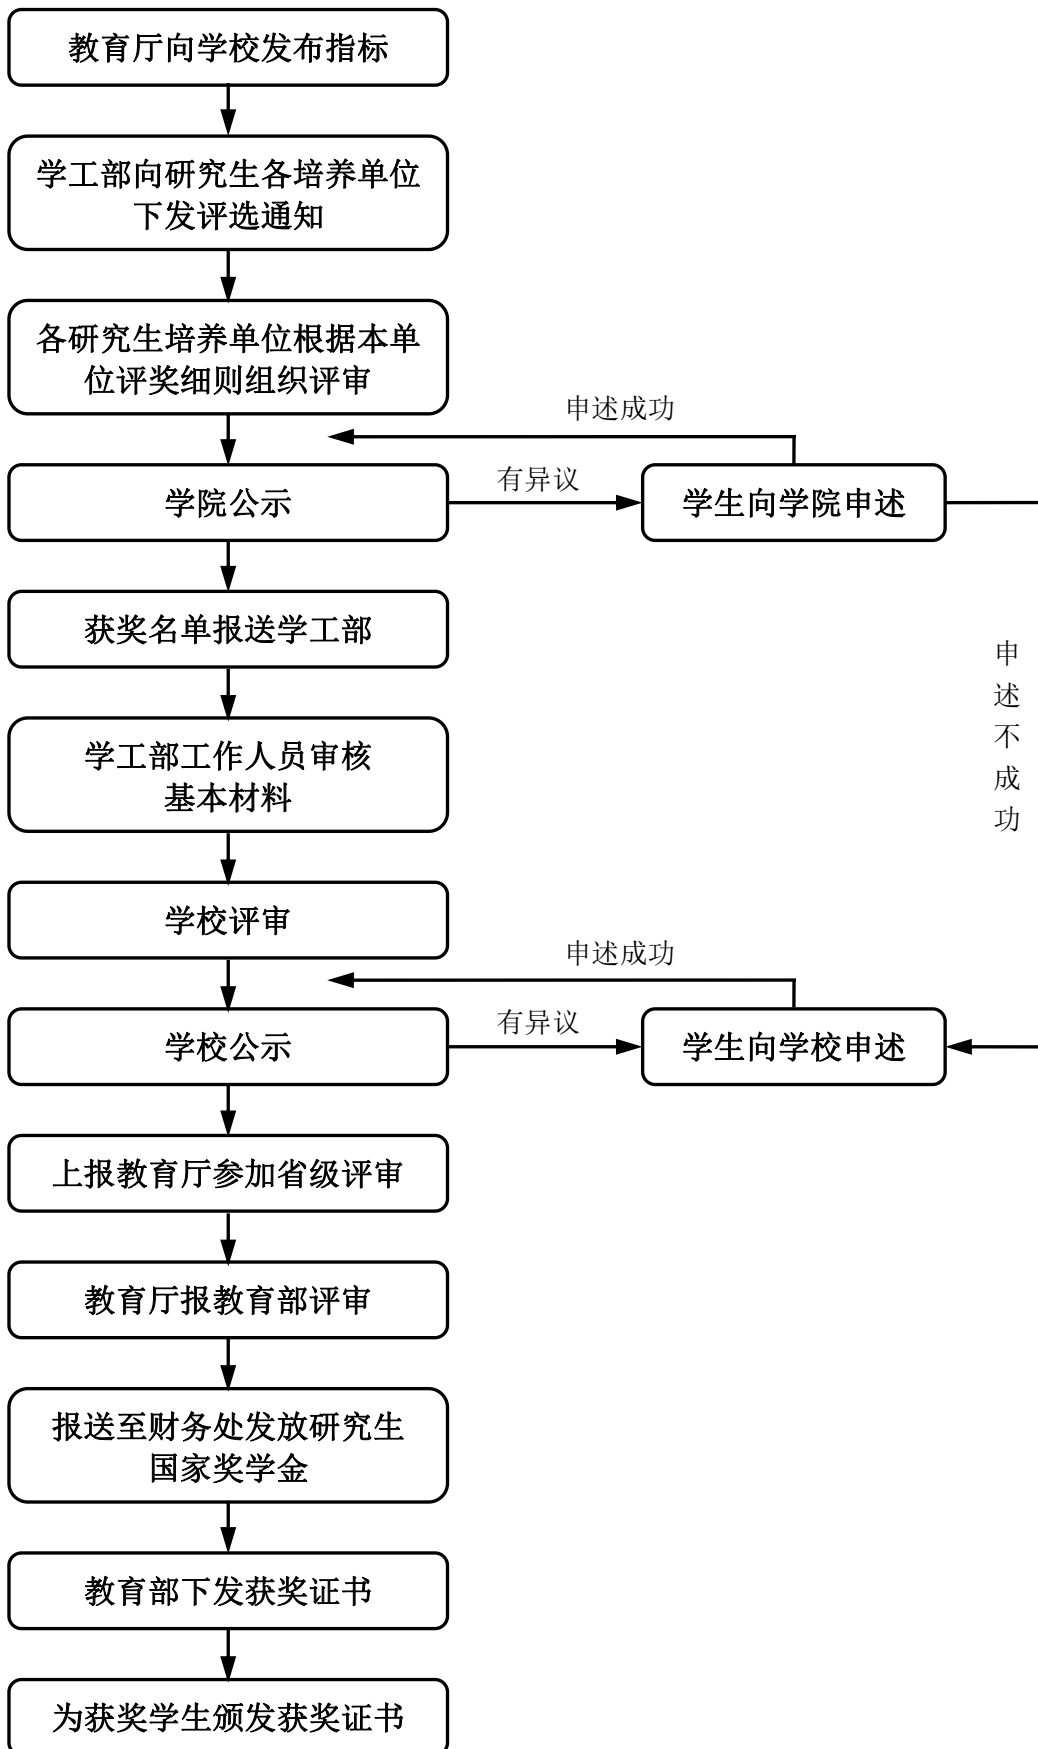 教育厅向学校发布指标
学工部向研究生各培养单位
下发评选通知
各研究生培养单位根据本单
位评奖细则组织评审
申述成功
学院公示
有异议
学生向学院申述
获奖名单报送学工部
申
述
不
成
功
学工部工作人员审核
基本材料
学校评审
申述成功
学校公示
有异议
学生向学校申述
上报教育厅参加省级评审
教育厅报教育部评审
报送至财务处发放研究生
国家奖学金
教育部下发获奖证书
为获奖学生颁发获奖证书